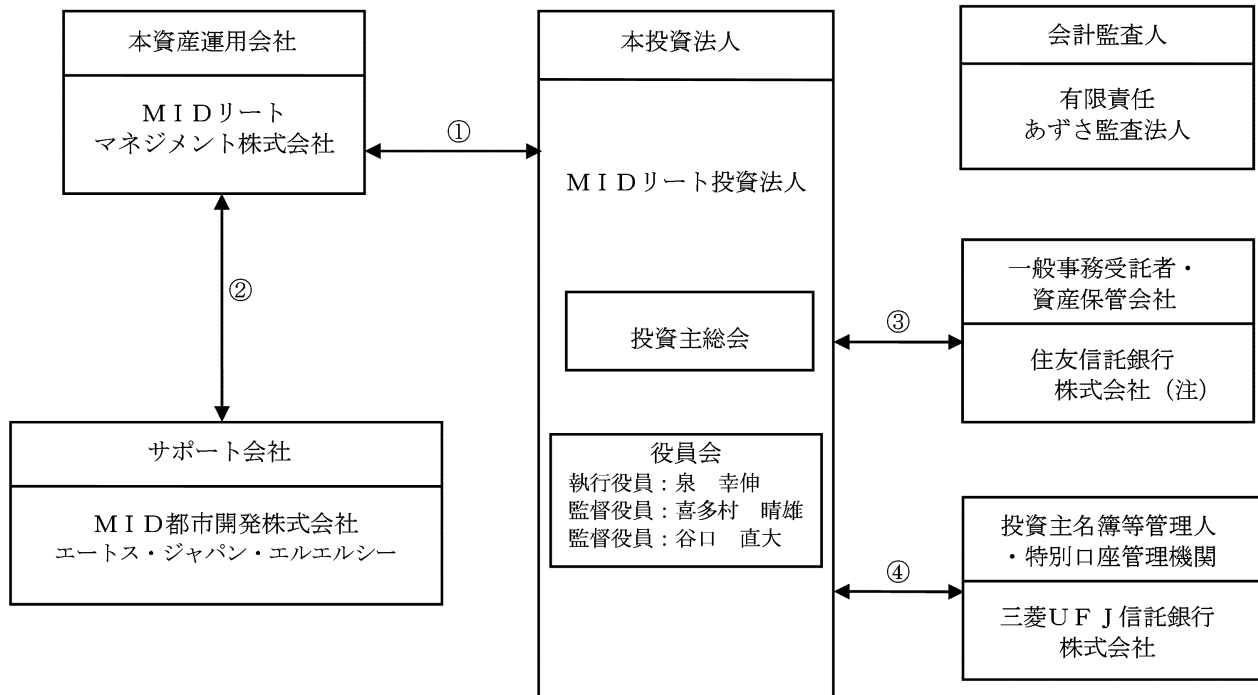 本資産運用会社
ＭＩＤリート
マネジメント株式会社
①
②
サポート会社
ＭＩＤ都市開発株式会社
エートス・ジャパン・エルエルシー
本投資法人
ＭＩＤリート投資法人
投資主総会
役員会
執行役員：泉　幸伸
監督役員：喜多村　晴雄
監督役員：谷口　直大
会計監査人
有限責任
あずさ監査法人
③
一般事務受託者・
資産保管会社
住友信託銀行
株式会社（注）
④
投資主名簿等管理人
・特別口座管理機関
三菱ＵＦＪ信託銀行
株式会社